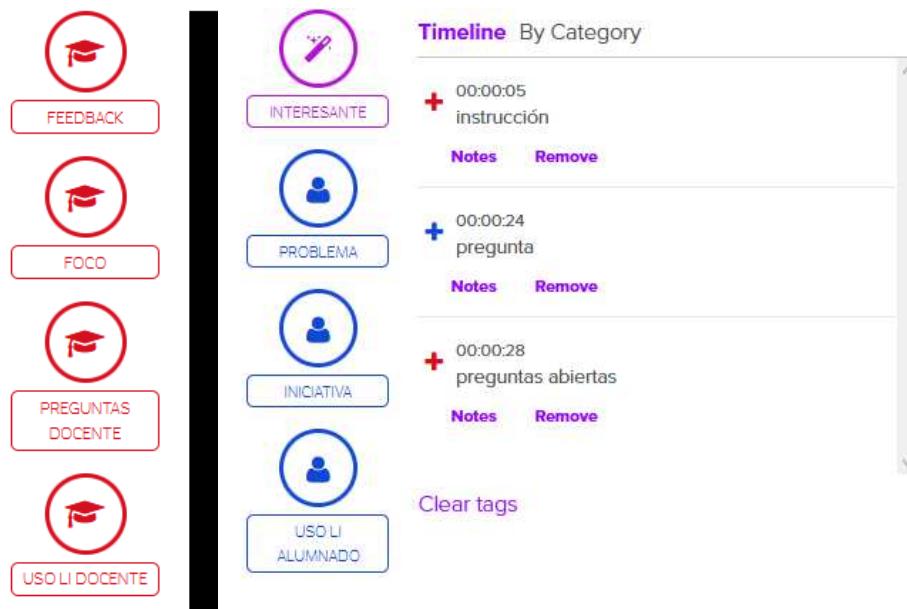 FEEDBACK
FOCO
PREGUNTAS
DOCENTE
USO LI DOCENTE
INTERESANTE
PROBLEMA
INICIATIVA
USO LI
ALUMNADO
Timeline By Category
00:00:05
instrucción
Notes Remove
00:00:24
pregunta
Notes Remove
00:00:28
preguntas abiertas
Notes Remove
Clear tags